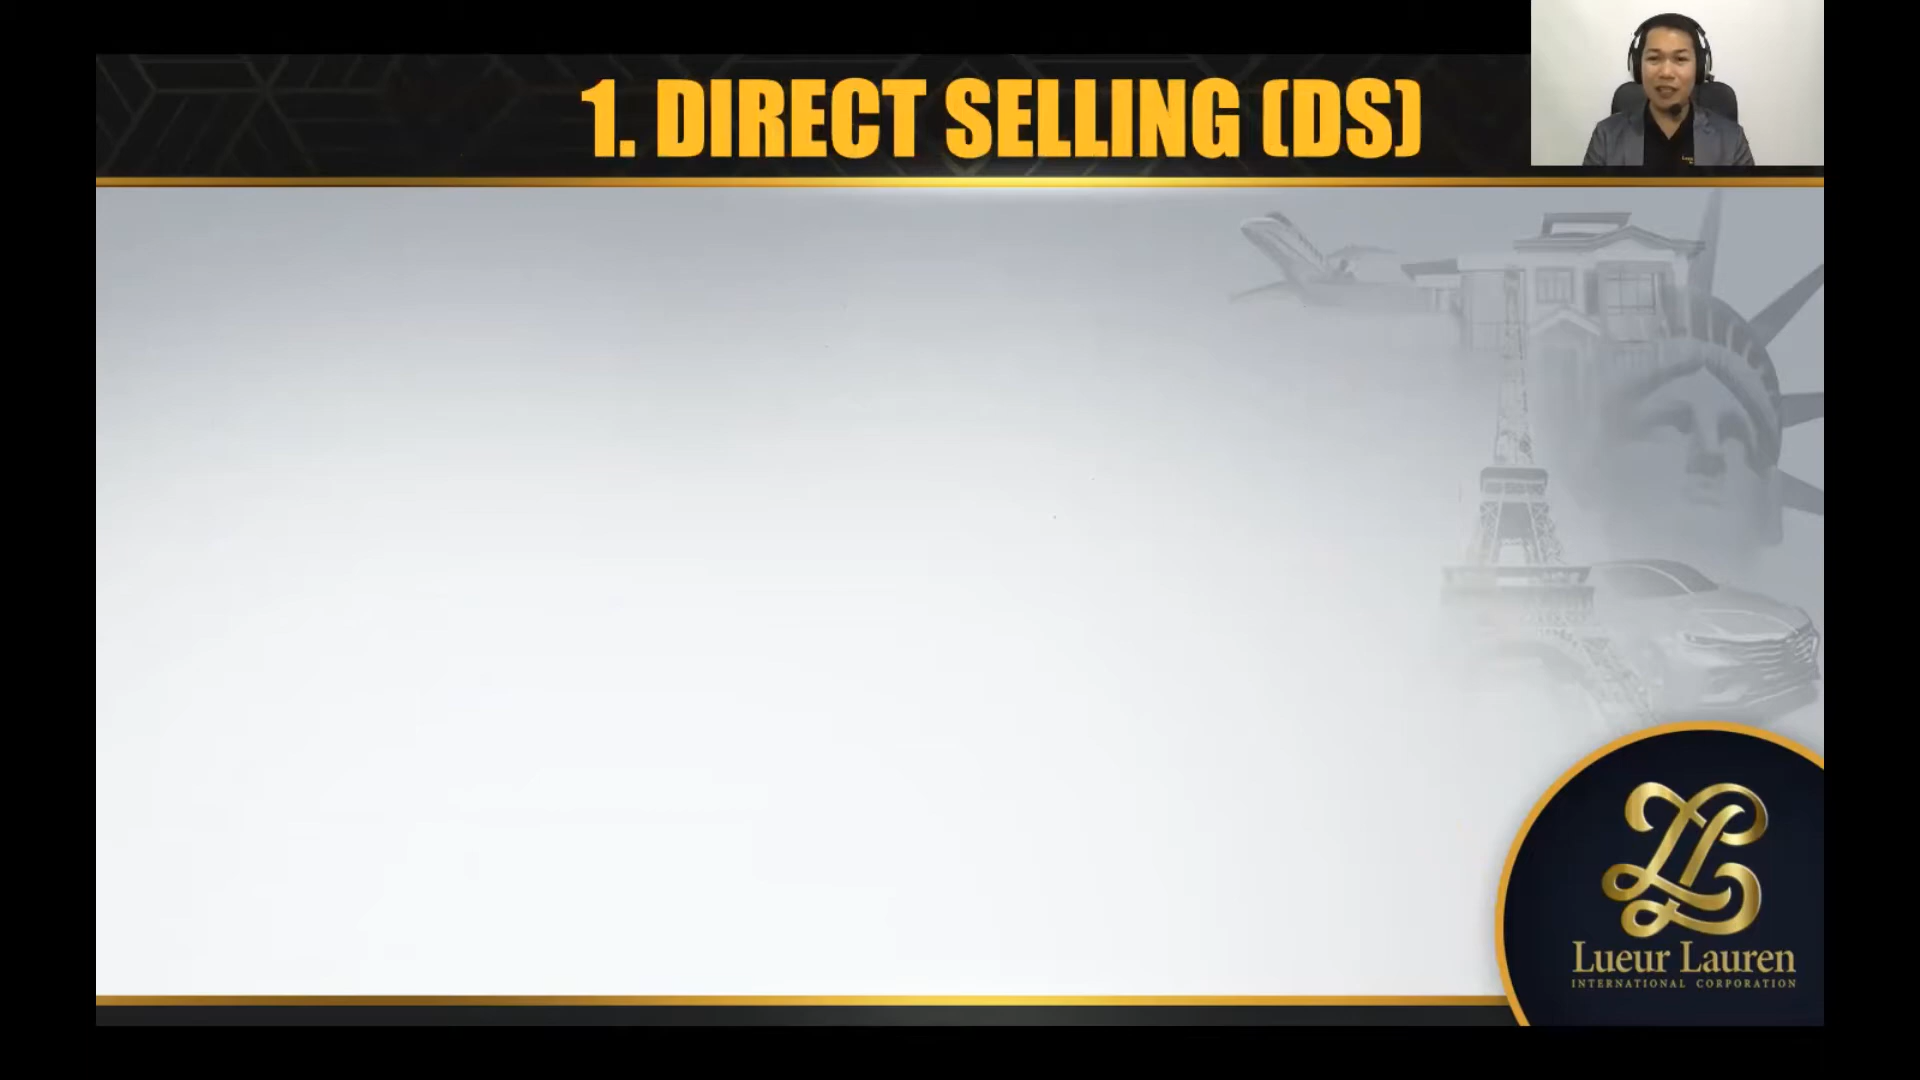 1. DIRECT SELLING (DS)
Lueur Lauren
INTERNATIONAL CORPORATION